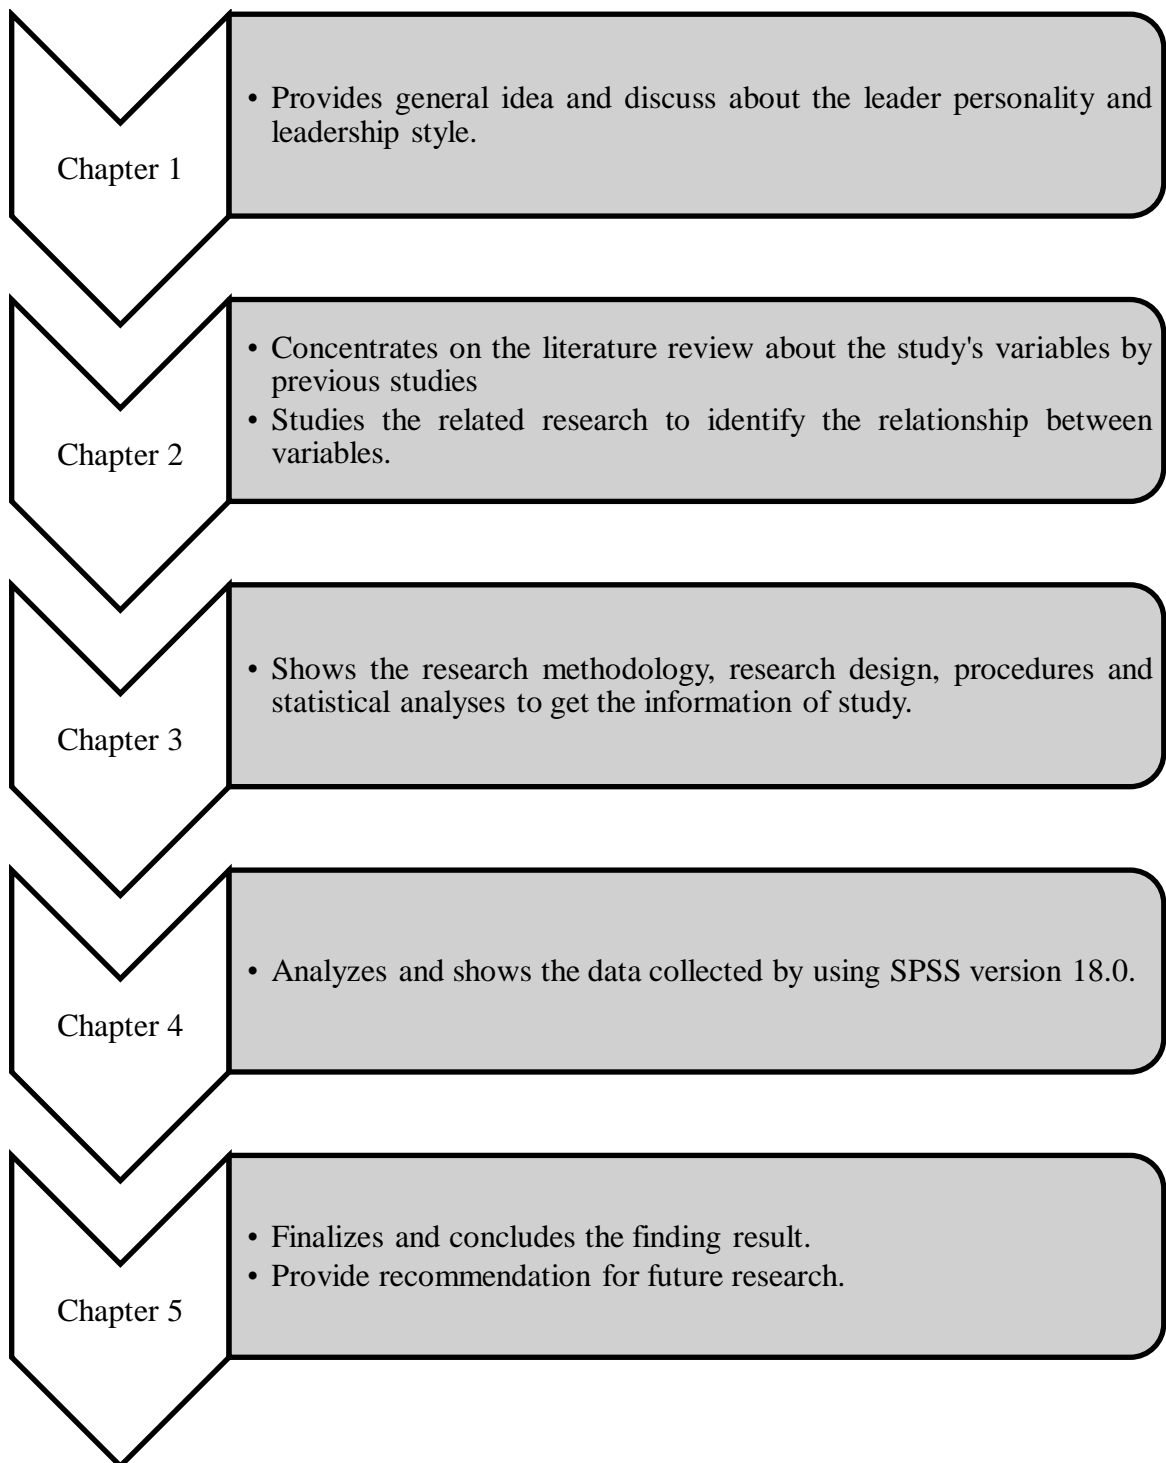 Chapter 1
• Provides general idea and discuss about the leader personality and
leadership style.
Chapter 2
• Concentrates on the literature review about the study's variables by
previous studies
• Studies the related research to identify the relationship between
variables.
Chapter 3
• Shows the research methodology, research design, procedures and
statistical analyses to get the information of study.
Chapter 4
• Analyzes and shows the data collected by using SPSS version 18.0.
Chapter 5
• Finalizes and concludes the finding result.
• Provide recommendation for future research.